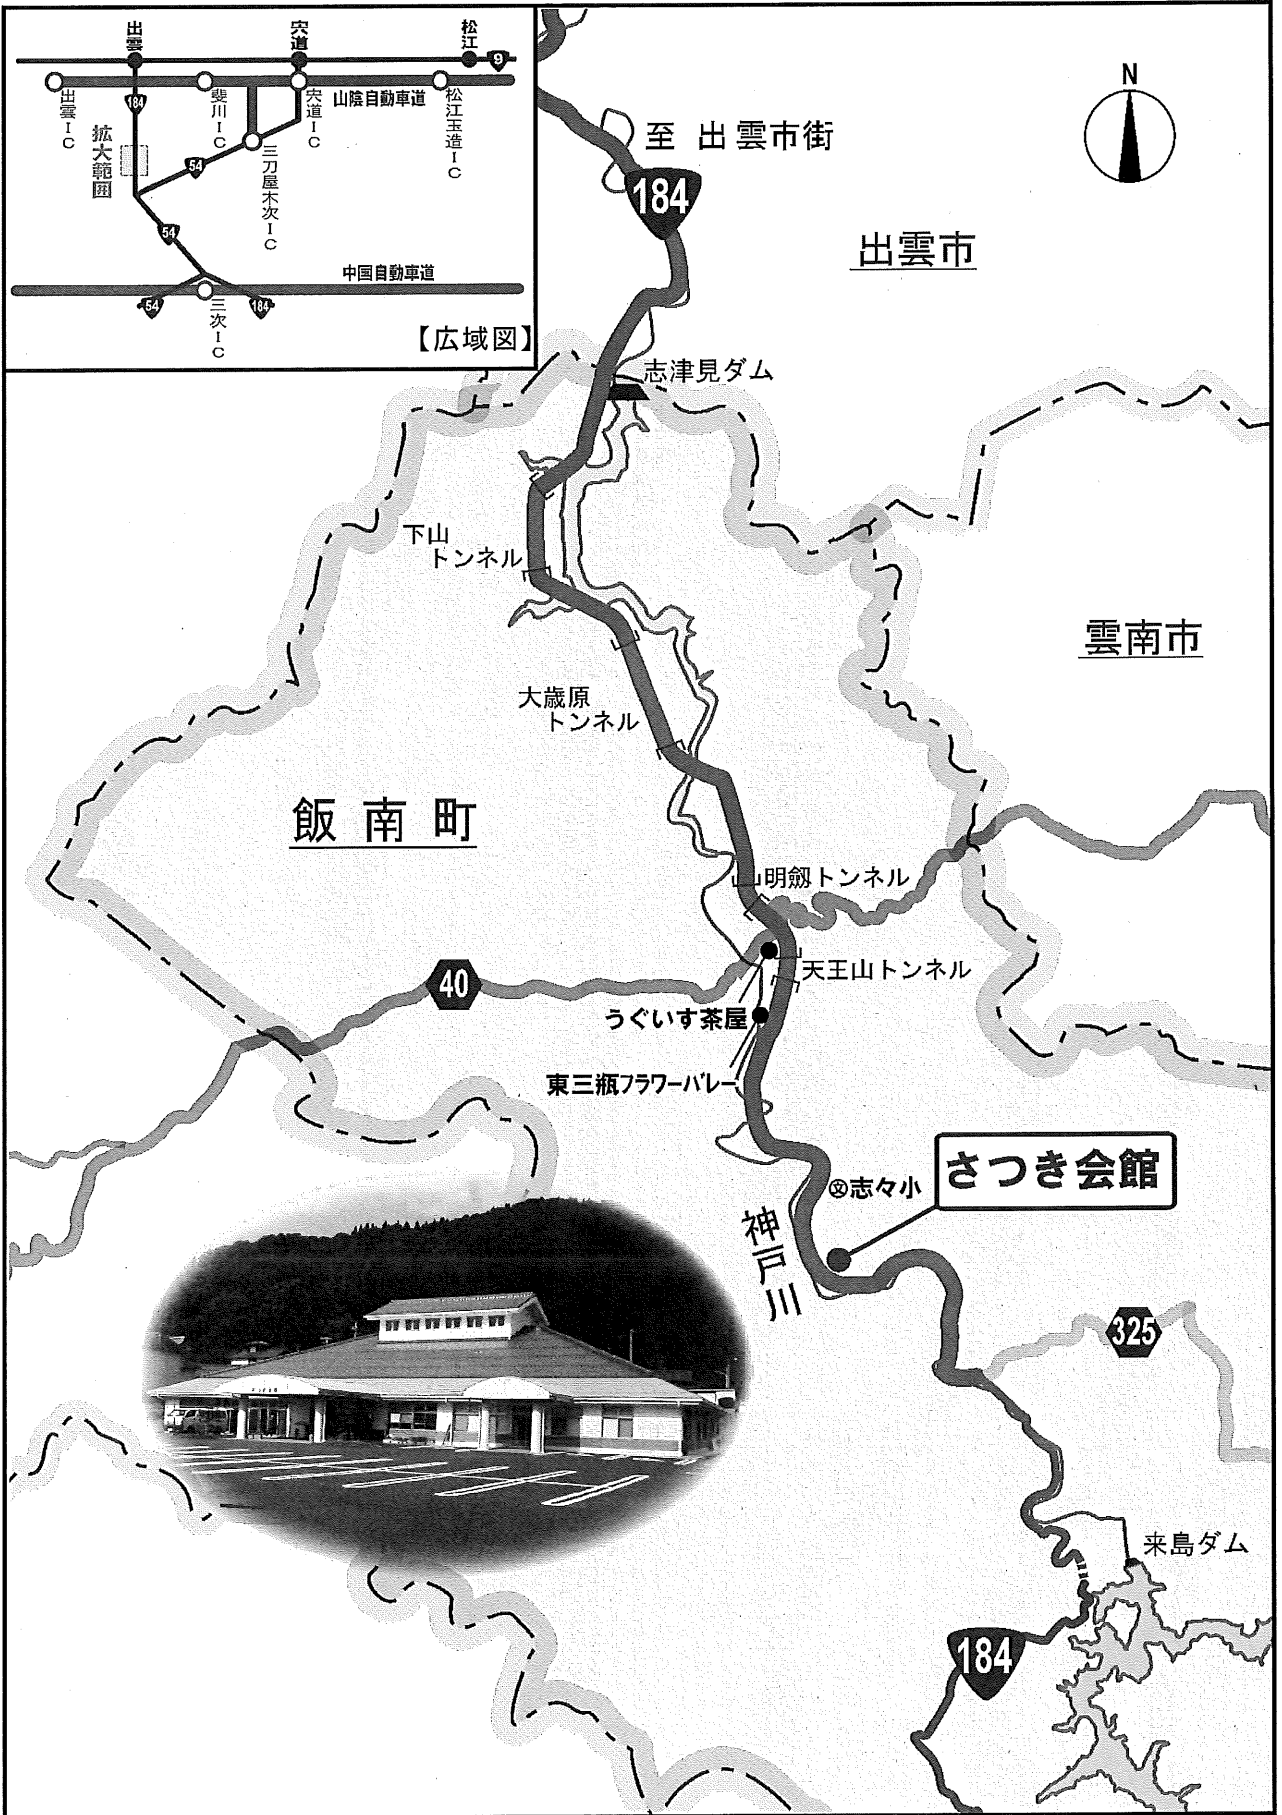 出雲
宍道
松江
9
出雲IC
184
斐川IC
宍道IC
山陰自動車道
松江玉造IC
拡大範囲
54
三刀屋木次IC
54
中国自動車道
54
三次IC
184
【広域図】
N
至 出雲市街
184
出雲市
志津見ダム
下山
トンネル
雲南市
大歳原
トンネル
飯南町
明劔トンネル
40
天王山トンネル
うぐいす茶屋
東三瓶フラワーバレー
さつき会館
文志々小
神戸川
325
来島ダム
184